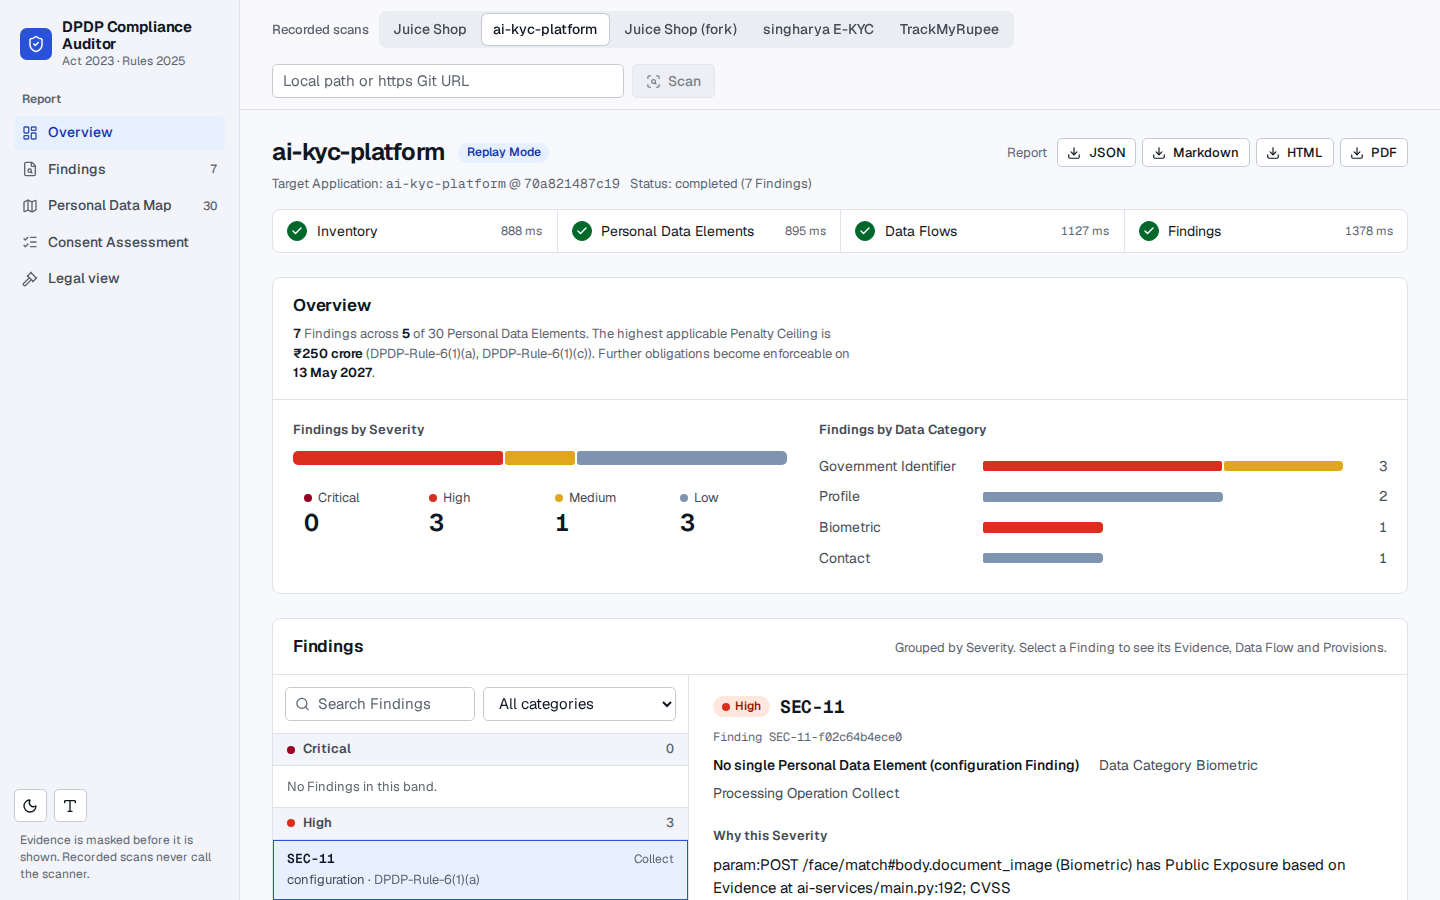 DPDP Compliance
Auditor
Act 2023 · Rules 2025
Report
Overview
Findings 7
Personal Data Map 30
Consent Assessment
Legal view
Evidence is masked before it is
shown. Recorded scans never call
the scanner.
Recorded scans Juice Shop ai-kyc-platform Juice Shop (fork) singharya E-KYC TrackMyRupee
Local path or https Git URL Scan
ai-kyc-platform Replay Mode
Report JSON Markdown HTML PDF
Target Application: ai-kyc-platform @ 70a821487c19 Status: completed (7 Findings)
Inventory 888 ms Personal Data Elements 895 ms Data Flows 1127 ms Findings 1378 ms
Overview
7 Findings across 5 of 30 Personal Data Elements. The highest applicable Penalty Ceiling is
₹250 crore (DPDP-Rule-6(1)(a), DPDP-Rule-6(1)(c)). Further obligations become enforceable on
13 May 2027.
Findings by Severity
Critical High Medium Low
0 3 1 3
Findings by Data Category
Government Identifier 3
Profile 2
Biometric 1
Contact 1
Findings
Grouped by Severity. Select a Finding to see its Evidence, Data Flow and Provisions.
Search Findings All categories
Critical 0
No Findings in this band.
High 3
SEC-11 Collect
configuration · DPDP-Rule-6(1)(a)
High SEC-11
Finding SEC-11-f02c64b4ece0
No single Personal Data Element (configuration Finding) Data Category Biometric
Processing Operation Collect
Why this Severity
param:POST /face/match#body.document_image (Biometric) has Public Exposure based on
Evidence at ai-services/main.py:192; CVSS